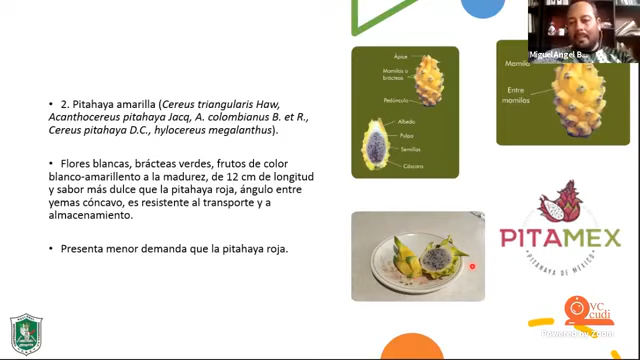 • 2. Pitahaya amarilla (Cereus triangularis Haw,
Acanthocereus pitahaya Jacq, A. colombianus B. et R.,
Cereus pitahaya D.C., hylocereus megalanthus).
• Flores blancas, brácteas verdes, frutos de color
blanco-amarillento a la madurez, de 12 cm de longitud
y sabor más dulce que la pitahaya roja, ángulo entre
yemas cóncavo, es resistente al transporte y a
almacenamiento.
• Presenta menor demanda que la pitahaya roja.
Ápice
Mamilas o
brácteas
Pedúnculo
Albedo
Pulpa
Semillas
Cáscara
Mamila
Entre
mamilas
Miguel Angel B...
PITAMEX
PITAHAYA DE MÉXICO
VC
cudi
Powered by Zoom